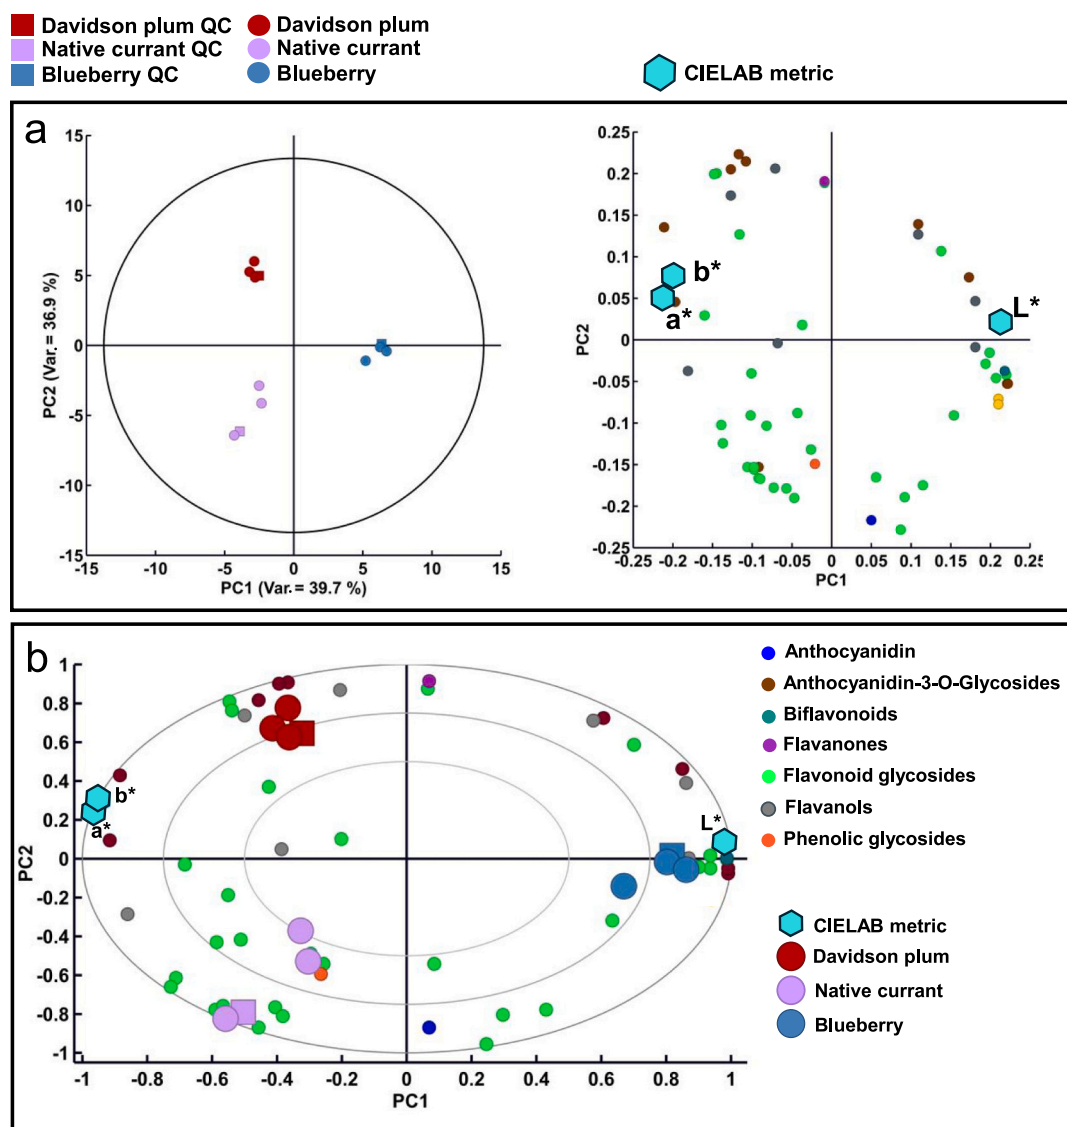 Davidson plum QC
Davidson plum
Native currant QC
Native currant
Blueberry QC
Blueberry
CIELAB metric
a
15
10
5
0
-5
-10
-15
-15
-10
-5
0
5
10
15
PC2 (Var. = 36.9 %)
PC1 (Var. = 39.7 %)
0.25
0.2
0.15
0.1
0.05
0
-0.05
-0.1
-0.15
-0.2
-0.25
-0.25
-0.2
-0.15
-0.1
-0.05
0
0.05
0.1
0.15
0.2
0.25
PC2
PC1
b*
a*
L*
b
1
0.8
0.6
0.4
0.2
0
-0.2
-0.4
-0.6
-0.8
-1
-1
-0.8
-0.6
-0.4
-0.2
0
0.2
0.4
0.6
0.8
1
PC2
PC1
b*
a*
L*
Anthocyanidin
Anthocyanidin-3-O-Glycosides
Biflavonoids
Flavanones
Flavonoid glycosides
Flavanols
Phenolic glycosides
CIELAB metric
Davidson plum
Native currant
Blueberry